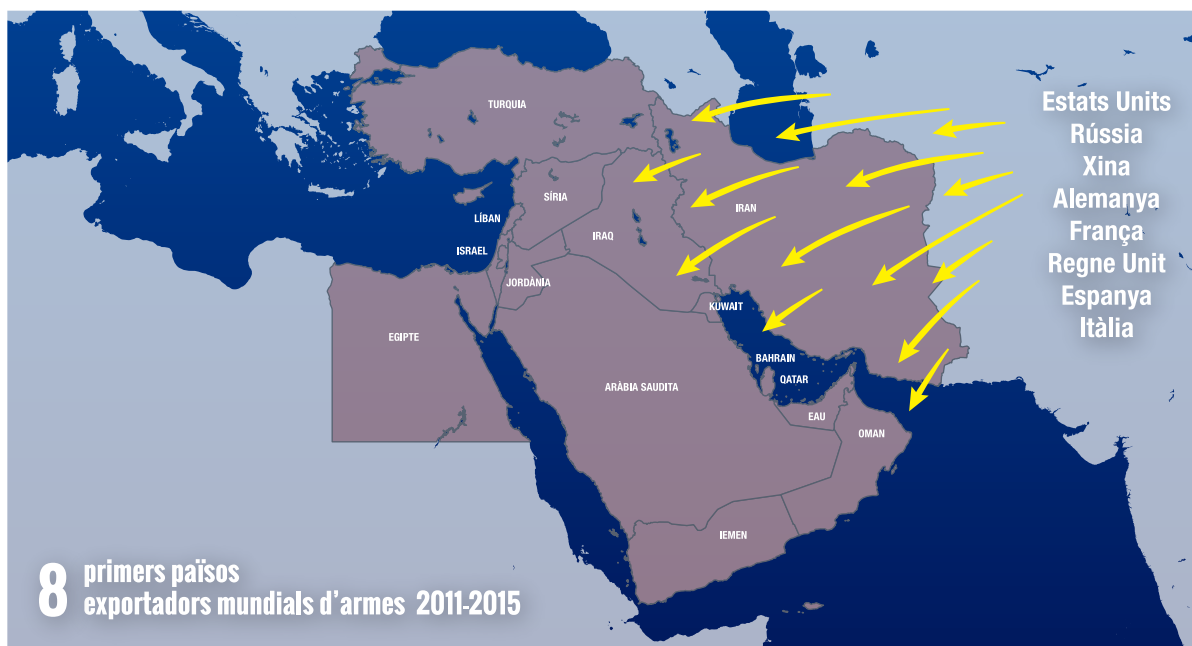 TURQUIA
SÍRIA
LÍBAN
IRAQ
IRAN
ISRAEL
JORDÀNIA
KUWAIT
EGIPTE
BAHRAIN
QATAR
ARÀBIA SAUDITA
EAU
OMAN
IEMEN
Estats Units
Rússia
Xina
Alemanya
França
Regne Unit
Espanya
Itàlia
8 primers països
exportadors mundials d'armes 2011-2015